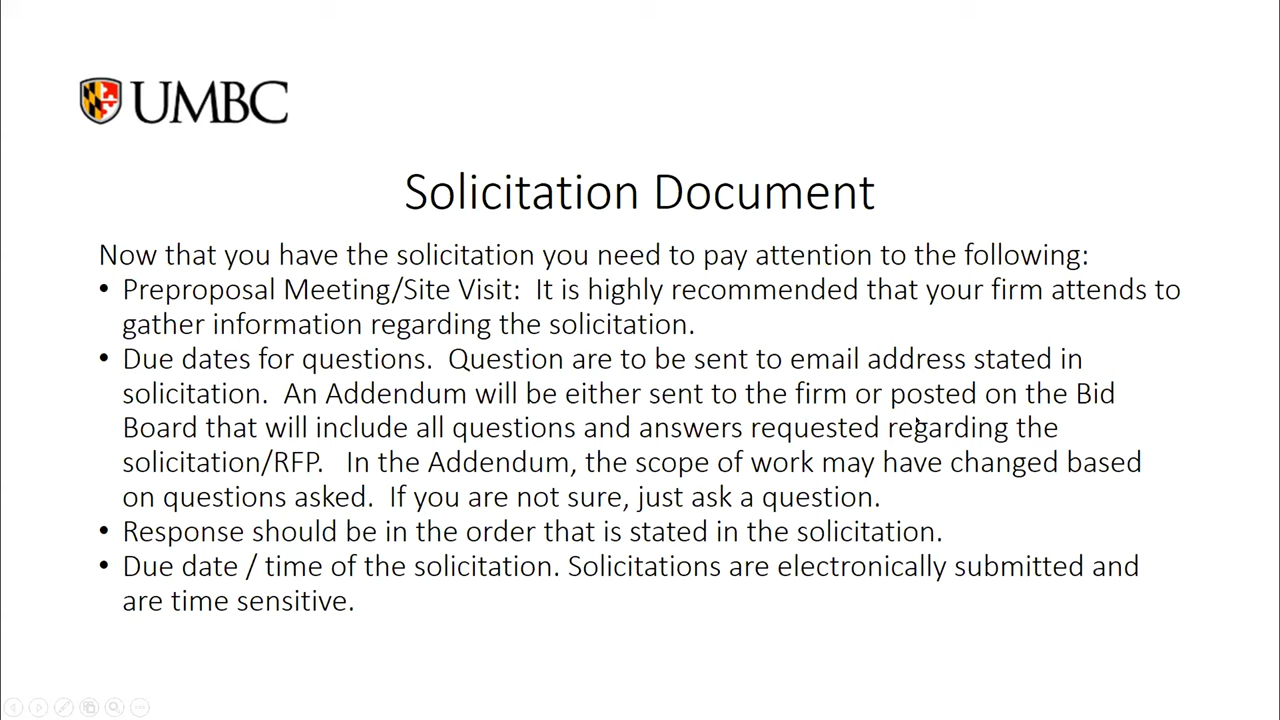 UMBC
Solicitation Document
Now that you have the solicitation you need to pay attention to the following:
• Preproposal Meeting/Site Visit:  It is highly recommended that your firm attends to
gather information regarding the solicitation.
• Due dates for questions.  Question are to be sent to email address stated in
solicitation.  An Addendum will be either sent to the firm or posted on the Bid
Board that will include all questions and answers requested regarding the
solicitation/RFP.   In the Addendum, the scope of work may have changed based
on questions asked.  If you are not sure, just ask a question.
• Response should be in the order that is stated in the solicitation.
• Due date / time of the solicitation. Solicitations are electronically submitted and
are time sensitive.